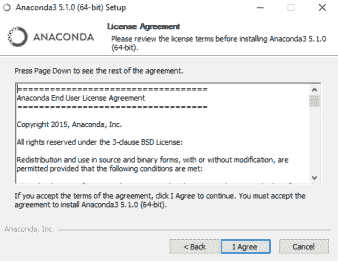 Anaconda3 5.1.0 (64-bit) Setup
ANACONDA
License Agreement
Please review the license terms before installing Anaconda3 5.1.0
(64-bit).
Press Page Down to see the rest of the agreement.
===================================
Anaconda End User License Agreement
===================================
Copyright 2015, Anaconda, Inc.
All rights reserved under the 3-clause BSD License:
Redistribution and use in source and binary forms, with or without modification, are
permitted provided that the following conditions are met:
If you accept the terms of the agreement, click I Agree to continue. You must accept the
agreement to install Anaconda3 5.1.0 (64-bit).
Anaconda, Inc.
< Back
I Agree
Cancel